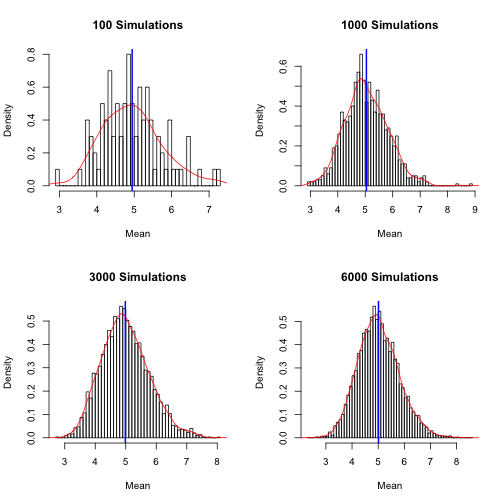 100 Simulations
Density
0.0 0.2 0.4 0.6 0.8
3 4 5 6 7
Mean
1000 Simulations
Density
0.0 0.2 0.4 0.6
3 4 5 6 7 8 9
Mean
3000 Simulations
Density
0.0 0.1 0.2 0.3 0.4 0.5
3 4 5 6 7 8
Mean
6000 Simulations
Density
0.0 0.1 0.2 0.3 0.4 0.5
3 4 5 6 7 8
Mean